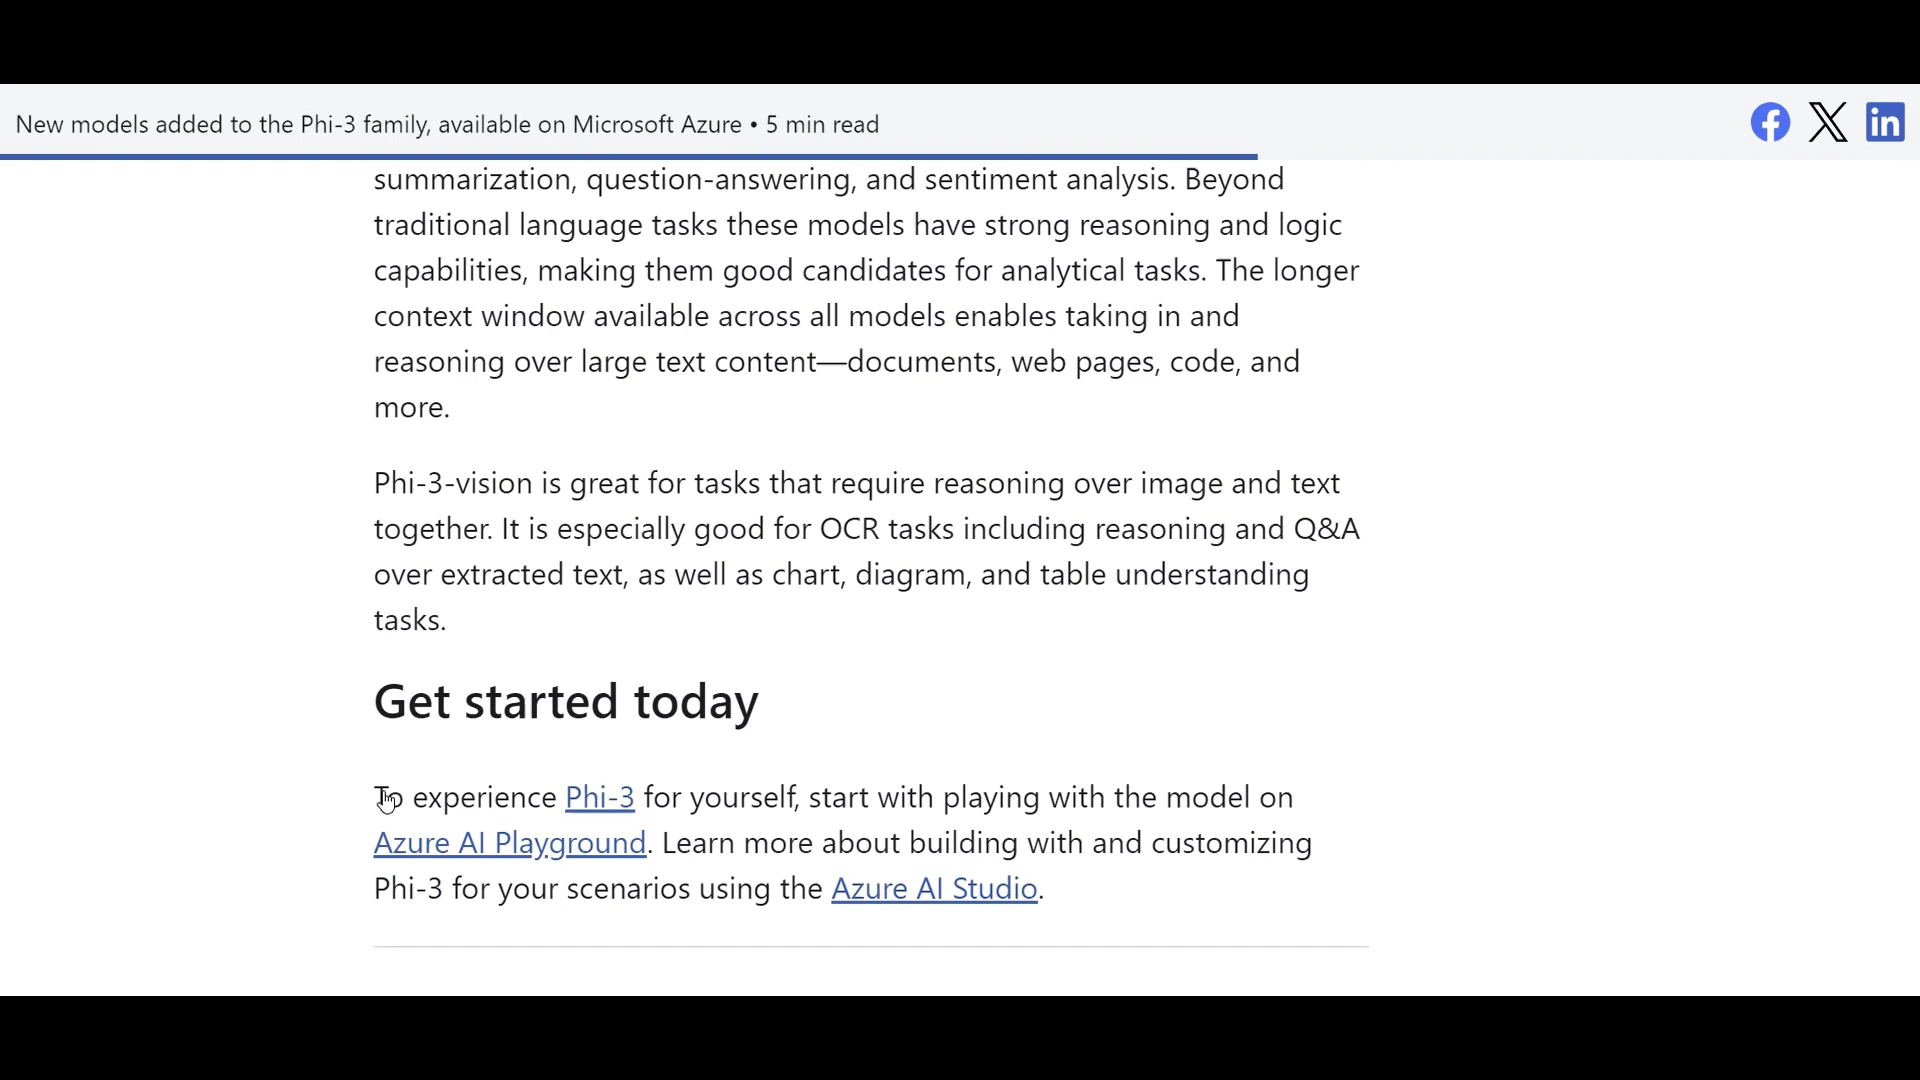 New models added to the Phi-3 family, available on Microsoft Azure • 5 min read
summarization, question-answering, and sentiment analysis. Beyond
traditional language tasks these models have strong reasoning and logic
capabilities, making them good candidates for analytical tasks. The longer
context window available across all models enables taking in and
reasoning over large text content—documents, web pages, code, and
more.
Phi-3-vision is great for tasks that require reasoning over image and text
together. It is especially good for OCR tasks including reasoning and Q&A
over extracted text, as well as chart, diagram, and table understanding
tasks.
Get started today
To experience Phi-3 for yourself, start with playing with the model on
Azure AI Playground. Learn more about building with and customizing
Phi-3 for your scenarios using the Azure AI Studio.